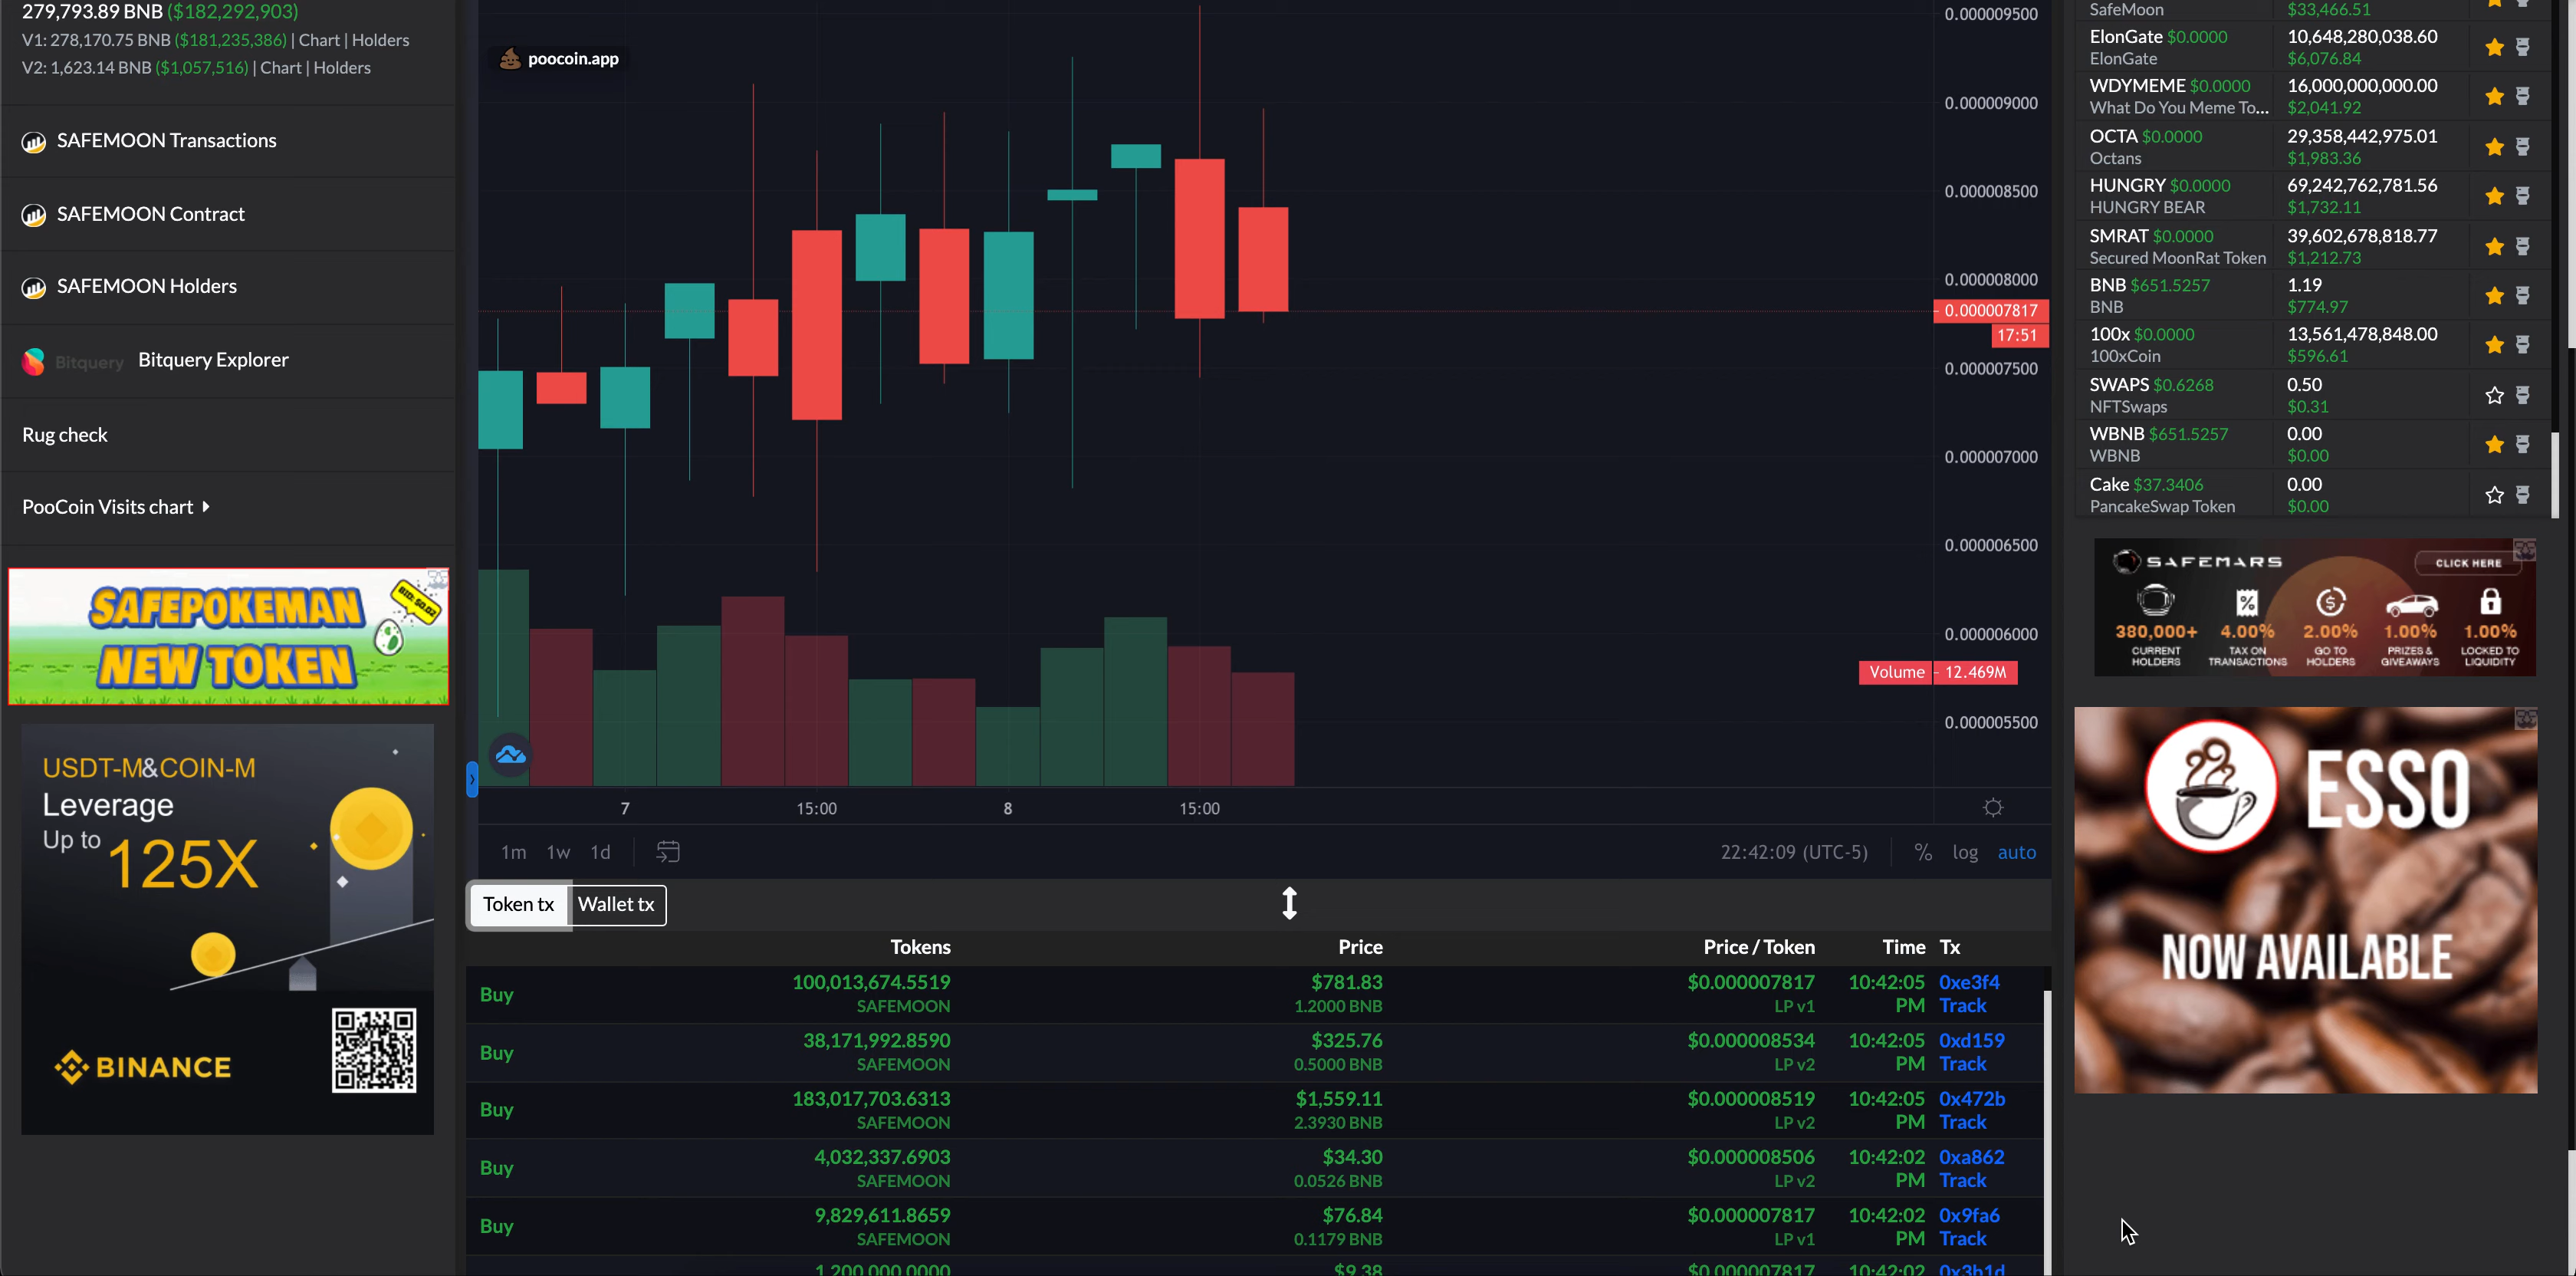 279,793.89 BNB ($182,292,903)
V1: 278,170.75 BNB ($181,235,386) | Chart | Holders
V2: 1,623.14 BNB ($1,057,516) | Chart | Holders
SAFEMOON Transactions
SAFEMOON Contract
SAFEMOON Holders
Bitquery Bitquery Explorer
Rug check
PooCoin Visits chart
SAFEPOKEMAN
BID: $0.02
NEW TOKEN
USDT-M&COIN-M
Leverage
Up to 125X
BINANCE
poocoin.app
0.000009500
0.000009000
0.000008500
0.000008000
0.000007817
17:51
0.000007500
0.000007000
0.000006500
0.000006000
Volume 12.469M
0.000005500
7 15:00 8 15:00
1m 1w 1d 22:42:09 (UTC-5) % log auto
Token tx Wallet tx
Tokens Price Price / Token Time Tx
Buy 100,013,674.5519 $781.83 $0.000007817 10:42:05 0xe3f4
SAFEMOON 1.2000 BNB LP v1 PM Track
Buy 38,171,992.8590 $325.76 $0.000008534 10:42:05 0xd159
SAFEMOON 0.5000 BNB LP v2 PM Track
Buy 183,017,703.6313 $1,559.11 $0.000008519 10:42:05 0x472b
SAFEMOON 2.3930 BNB LP v2 PM Track
Buy 4,032,337.6903 $34.30 $0.000008506 10:42:02 0xa862
SAFEMOON 0.0526 BNB LP v2 PM Track
Buy 9,829,611.8659 $76.84 $0.000007817 10:42:02 0x9fa6
SAFEMOON 0.1179 BNB LP v1 PM Track
1,200,000.0000 $9.38 $0.000007817 10:42:02 0x3b1d
SafeMoon $33,466.51
ElonGate $0.0000 10,648,280,038.60
ElonGate $6,076.84
WDYMEME $0.0000 16,000,000,000.00
What Do You Meme To... $2,041.92
OCTA $0.0000 29,358,442,975.01
Octans $1,983.36
HUNGRY $0.0000 69,242,762,781.56
HUNGRY BEAR $1,732.11
SMRAT $0.0000 39,602,678,818.77
Secured MoonRat Token $1,212.73
BNB $651.5257 1.19
BNB $774.97
100x $0.0000 13,561,478,848.00
100xCoin $596.61
SWAPS $0.6268 0.50
NFTSwaps $0.31
WBNB $651.5257 0.00
WBNB $0.00
Cake $37.3406 0.00
PancakeSwap Token $0.00
SAFEMARS CLICK HERE
380,000+ 4.00% 2.00% 1.00% 1.00%
CURRENT TAX ON GO TO PRIZES & LOCKED TO
HOLDERS TRANSACTIONS HOLDERS GIVEAWAYS LIQUIDITY
ESSO
NOW AVAILABLE